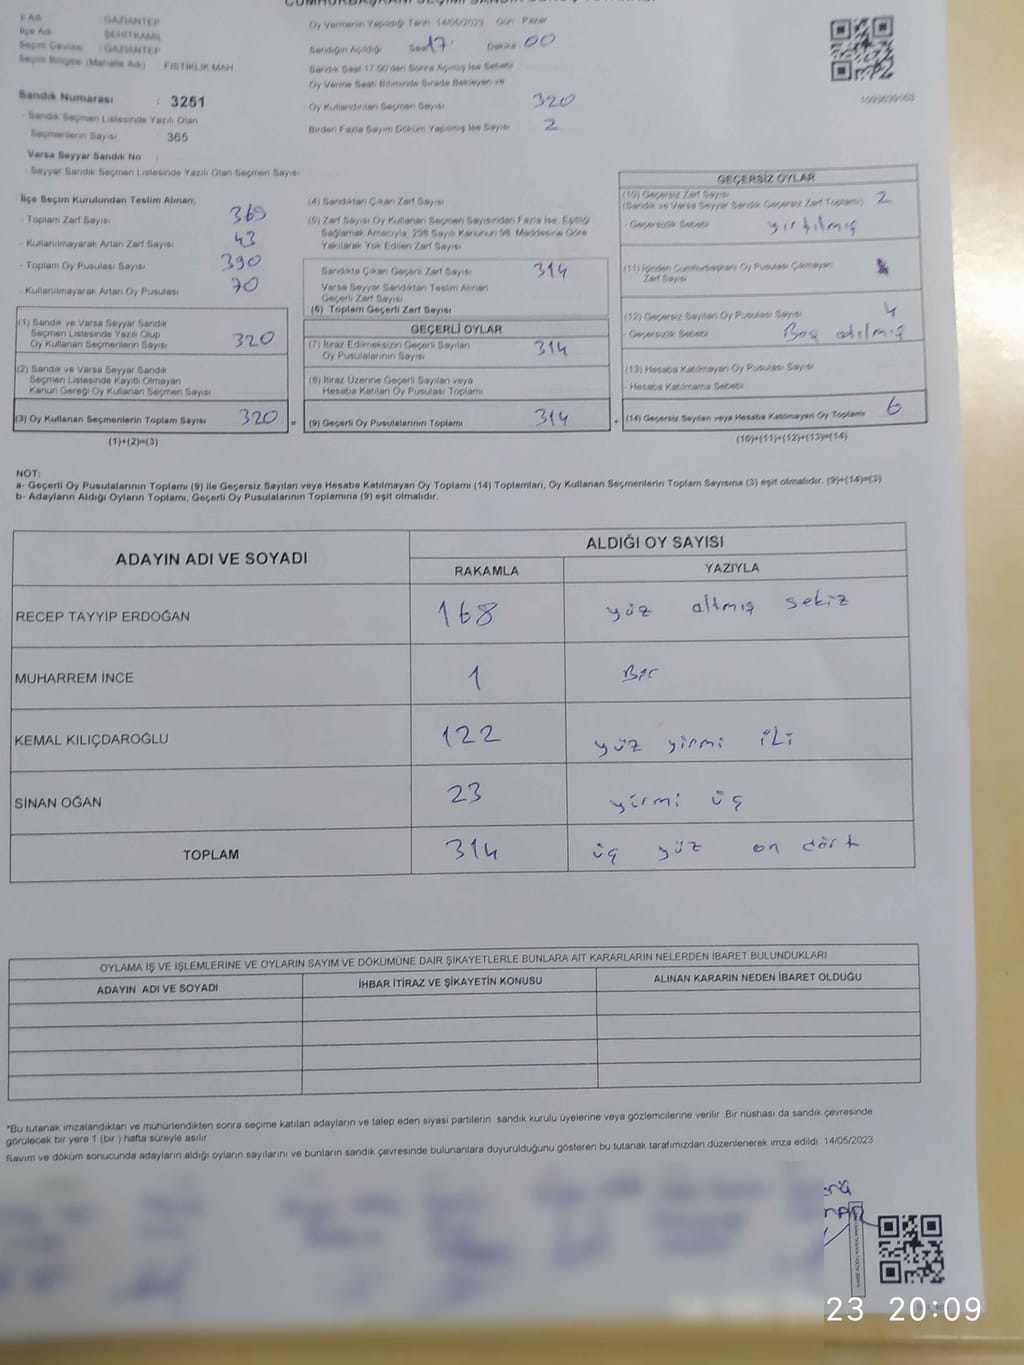 İl Adı : GAZİANTEP
İlçe Adı : ŞEHİTKAMİL
Seçim Çevresi : GAZİANTEP
Seçim Bölgesi (Mahalle Adı) : FISTIKLIK MAH
Sandık Numarası : 3251
- Sandık Seçmen Listesinde Yazılı Olan
Seçmenlerin Sayısı : 365
Varsa Seyyar Sandık No :
- Seyyar Sandık Seçmen Listesinde Yazılı Olan Seçmen Sayısı
Oy Vermenin Yapıldığı Tarih : 14/05/2023 Gün : Pazar
Sandığın Açıldığı Saat 17 Dakika 00
Sandık Saat 17.00'den Sonra Açılmış İse Sebebi
Oy Verme Saati Bitiminde Sırada Bekleyen ve
Oy Kullandırılan Seçmen Sayısı 320
Birden Fazla Sayım Döküm Yapılmış İse Sayısı 2
İlçe Seçim Kurulundan Teslim Alınan;
- Toplam Zarf Sayısı
- Kullanılmayarak Artan Zarf Sayısı 43
- Toplam Oy Pusulası Sayısı 390
- Kullanılmayarak Artan Oy Pusulası 70
(1) Sandık ve Varsa Seyyar Sandık
Seçmen Listesinde Yazılı Olup
Oy Kullanan Seçmenlerin Sayısı 320
(2) Sandık ve Varsa Seyyar Sandık
Seçmen Listesinde Kayıtlı Olmayan
Kanun Gereği Oy Kullanan Seçmen Sayısı
(3) Oy Kullanan Seçmenlerin Toplam Sayısı 320
(1)+(2)=(3)
(4) Sandıktan Çıkan Zarf Sayısı
(5) Zarf Sayısı Oy Kullanan Seçmen Sayısından Fazla İse, Eşitliği
Sağlamak Amacıyla, 298 Sayılı Kanunun 98. Maddesine Göre
Yakılarak Yok Edilen Zarf Sayısı
Sandıkta Çıkan Geçerli Zarf Sayısı 314
Varsa Seyyar Sandıktan Teslim Alınan
Geçerli Zarf Sayısı
(6) Toplam Geçerli Zarf Sayısı
GEÇERLİ OYLAR
(7) İtiraz Edilmeksizin Geçerli Sayılan
Oy Pusulalarının Sayısı 314
(8) İtiraz Üzerine Geçerli Sayılan veya
Hesaba Katılan Oy Pusulası Toplamı
= (9) Geçerli Oy Pusulalarının Toplamı 314
GEÇERSİZ OYLAR
(10) Geçersiz Zarf Sayısı
(Sandık ve Varsa Seyyar Sandık Geçersiz Zarf Toplamı) 2
- Geçersizlik Sebebi yırtılmış
(11) İçinden Cumhurbaşkanı Oy Pusulası Çıkmayan
Zarf Sayısı
(12) Geçersiz Sayılan Oy Pusulası Sayısı 4
- Geçersizlik Sebebi Boş atılmış
(13) Hesaba Katılmayan Oy Pusulası Sayısı
- Hesaba Katılmama Sebebi
+ (14) Geçersiz Sayılan veya Hesaba Katılmayan Oy Toplamı 6
(10)+(11)+(12)+(13)=(14)
NOT:
a- Geçerli Oy Pusulalarının Toplamı (9) ile Geçersiz Sayılan veya Hesaba Katılmayan Oy Toplamı (14) Toplamları, Oy Kullanan Seçmenlerin Toplam Sayısına (3) eşit olmalıdır. (9)+(14)=(3)
b- Adayların Aldığı Oyların Toplamı, Geçerli Oy Pusulalarının Toplamına (9) eşit olmalıdır.
ADAYIN ADI VE SOYADI
ALDIĞI OY SAYISI
RAKAMLA YAZIYLA
RECEP TAYYİP ERDOĞAN 168 yüz altmış sekiz
MUHARREM İNCE 1 Bir
KEMAL KILIÇDAROĞLU 122 yüz yirmi iki
SİNAN OĞAN 23 yirmi üç
TOPLAM 314 üç yüz on dört
OYLAMA İŞ VE İŞLEMLERİNE VE OYLARIN SAYIM VE DÖKÜMÜNE DAİR ŞİKAYETLERLE BUNLARA AİT KARARLARIN NELERDEN İBARET BULUNDUKLARI
ADAYIN ADI VE SOYADI İHBAR İTİRAZ VE ŞİKAYETİN KONUSU ALINAN KARARIN NEDEN İBARET OLDUĞU
*Bu tutanak imzalandıktan ve mühürlendikten sonra seçime katılan adayların ve talep eden siyasi partilerin sandık kurulu üyelerine veya gözlemcilerine verilir. Bir nüshası da sandık çevresinde
görülecek bir yere 1 (bir) hafta süreyle asılır.
Sayım ve döküm sonucunda adayların aldığı oyların sayılarını ve bunların sandık çevresinde bulunanlara duyurulduğunu gösteren bu tutanak tarafımızdan düzenlenerek imza edildi. 14/05/2023
23 20:09